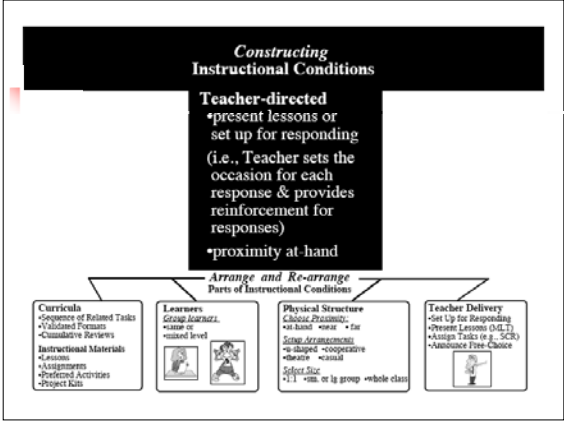 Constructing
Instructional Conditions
Teacher-directed
•present lessons or
set up for responding
(i.e., Teacher sets the
occasion for each
response & provides
reinforcement for
responses)
•proximity at-hand
Arrange and Re-arrange
Parts of Instructional Conditions
Curricula
•Sequence of Related Tasks
•Validated Formats
•Cumulative Reviews
Instructional Materials
•Lessons
•Assignments
•Preferred Activities
•Project Kits
Learners
Group learners
•same or
•mixed level
Physical Structure
Choose Proximity:
•at-hand •near • far
Setup Arrangements
•u-shaped •cooperative
•theatre •casual
Select Size
•1:1 •sm. or lg group •whole class
Teacher Delivery
•Set Up for Responding
•Present Lessons (MLT)
•Assign Tasks (e.g., SCR)
•Announce Free-Choice